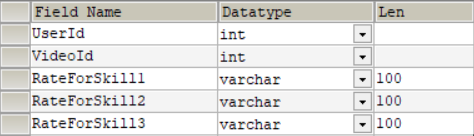 Field Name Datatype Len
UserId int
VideoId int
RateForSkill1 varchar 100
RateForSkill2 varchar 100
RateForSkill3 varchar 100